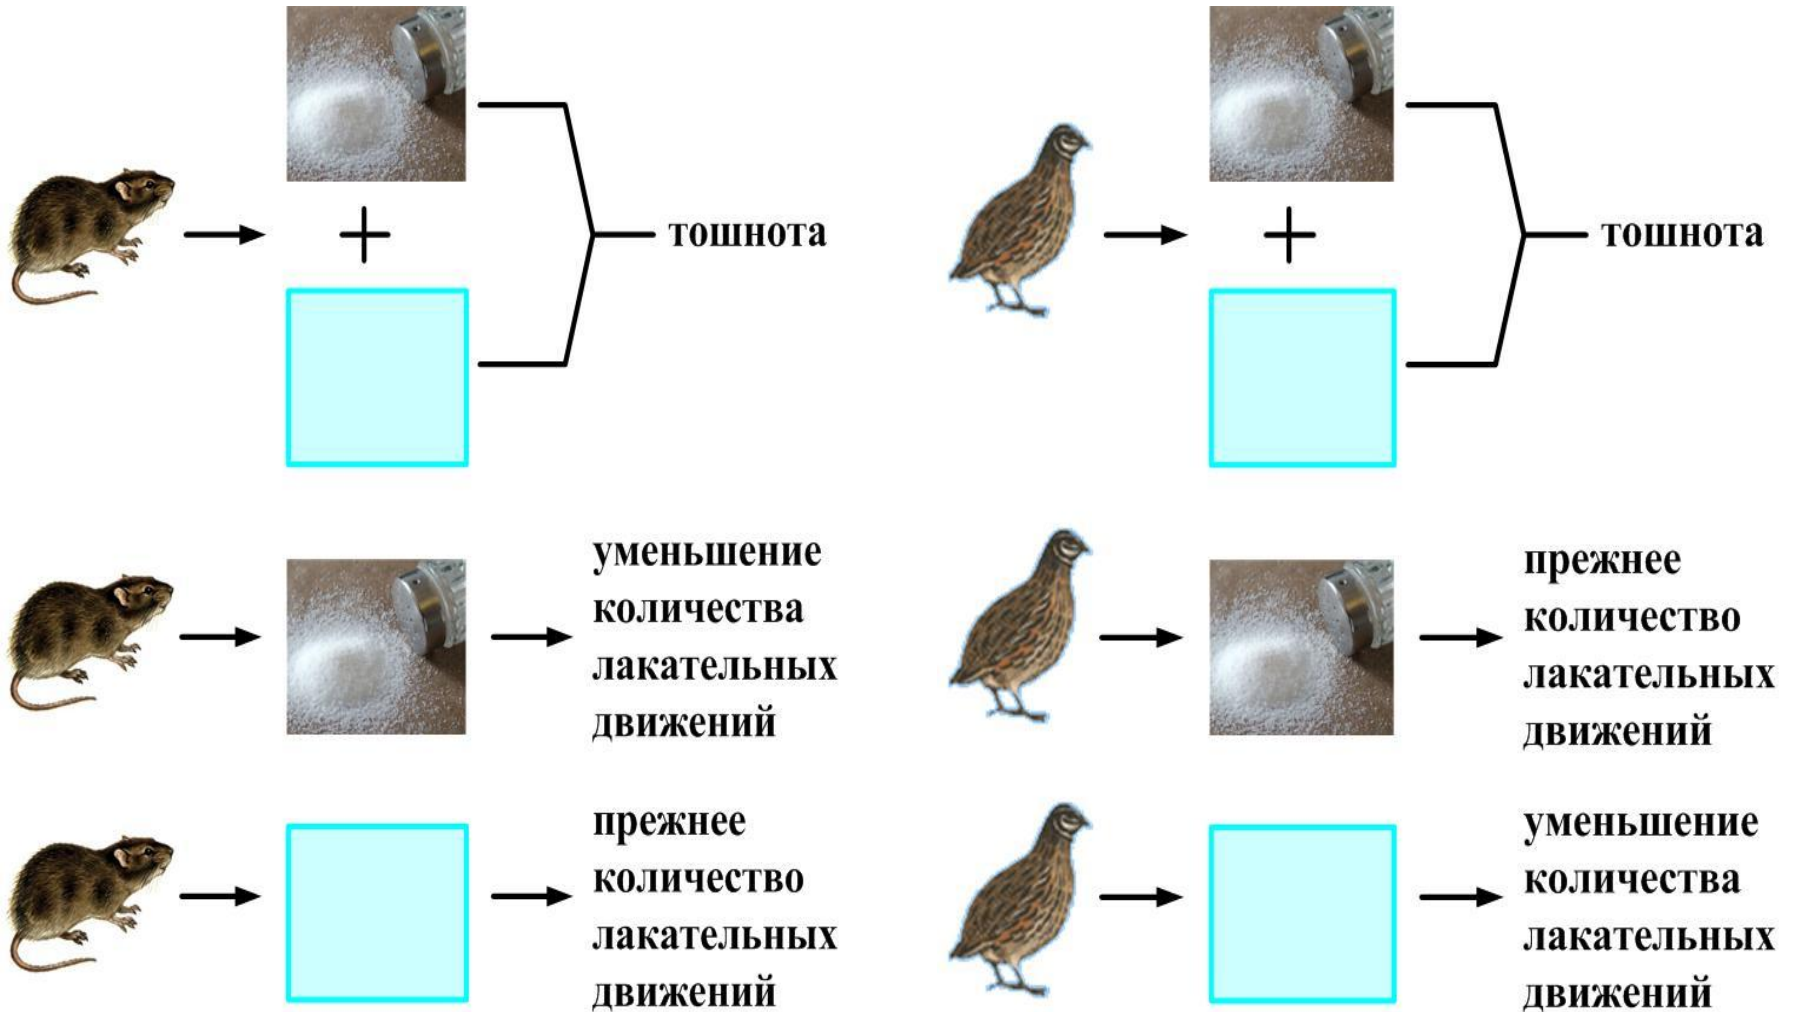 тошнота
тошнота
уменьшение
количества
лакательных
движений
прежнее
количество
лакательных
движений
прежнее
количество
лакательных
движений
уменьшение
количества
лакательных
движений